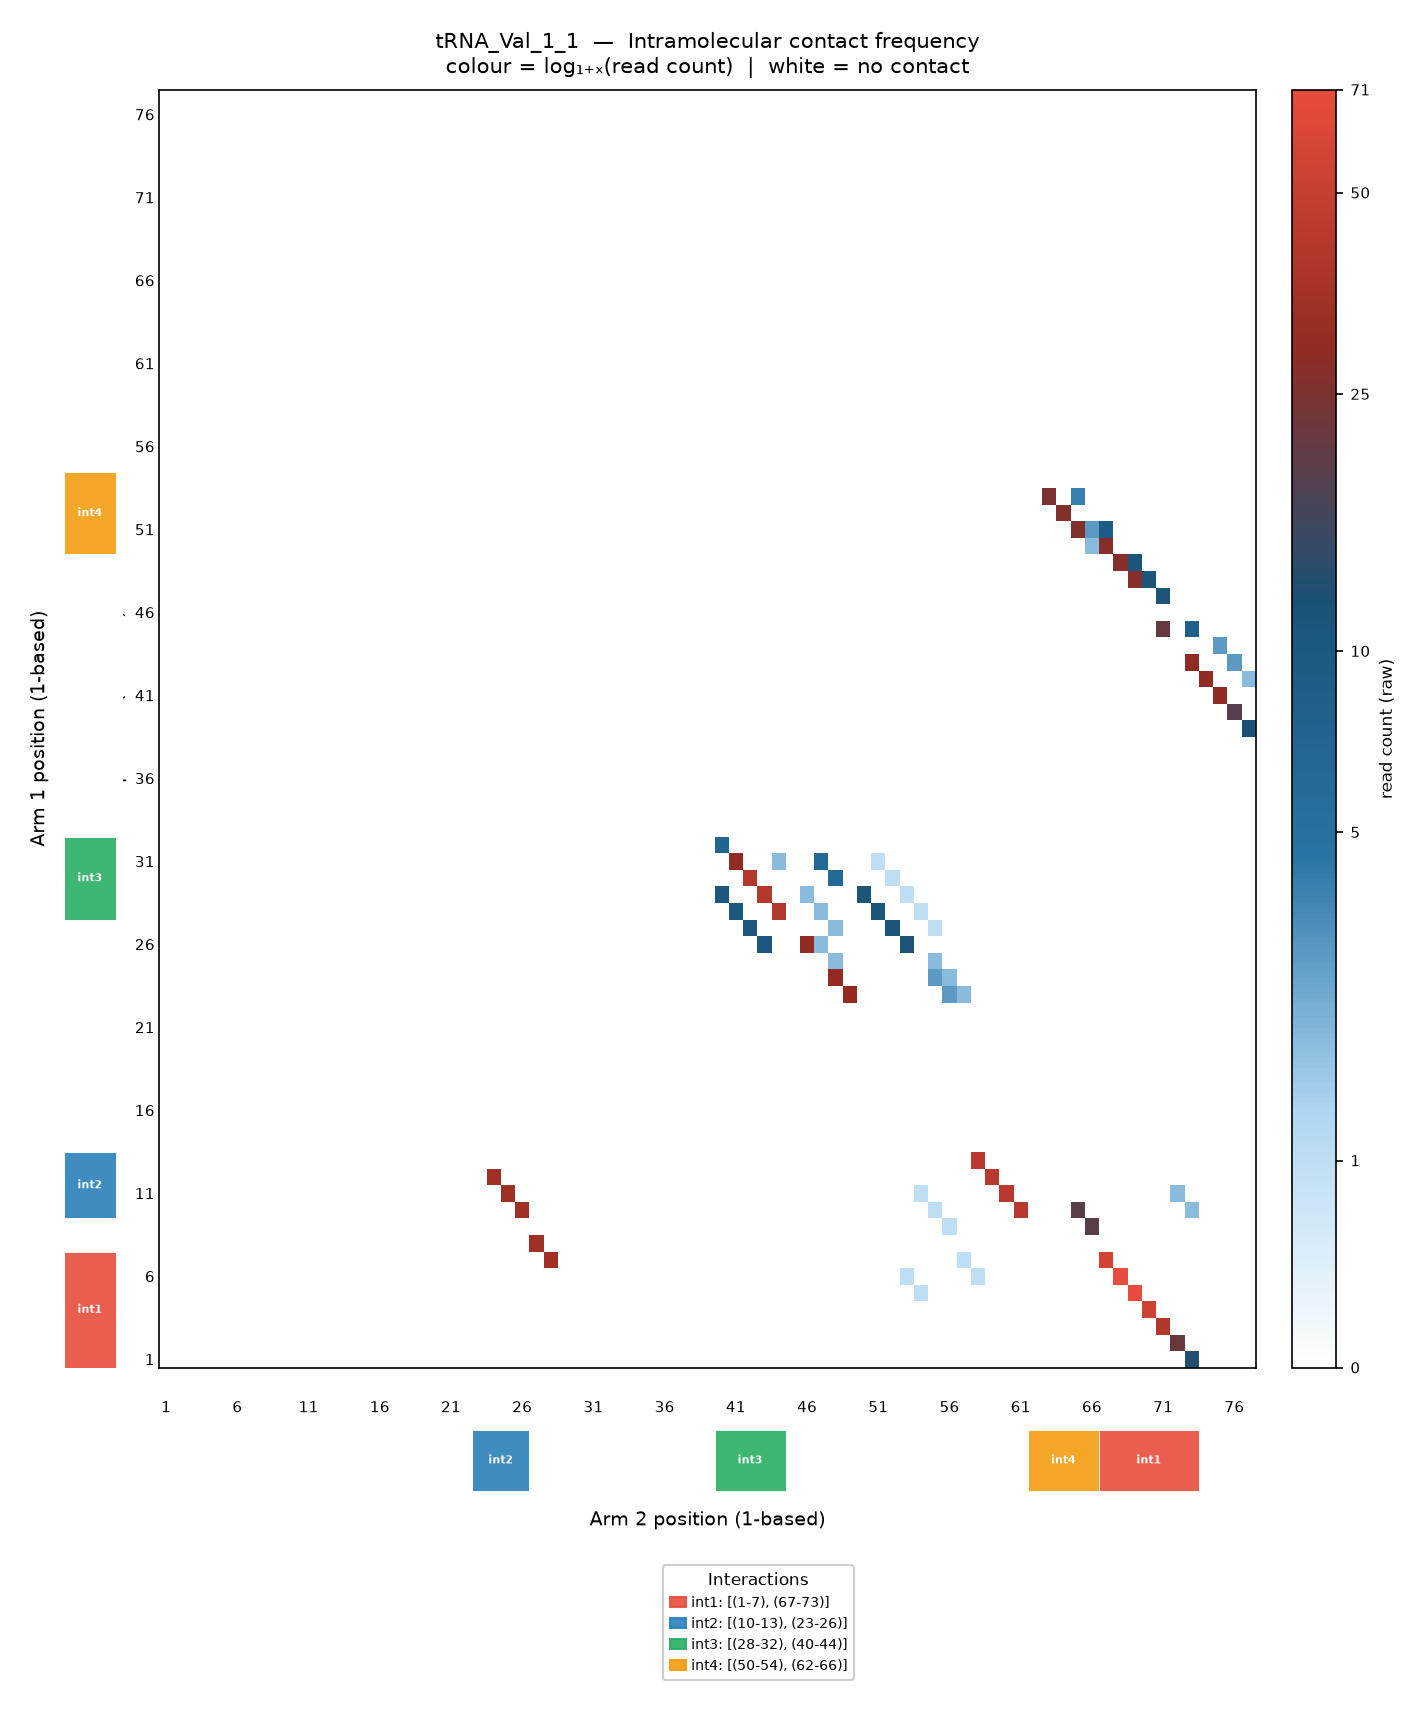 tRNA_Val_1_1 — Intramolecular contact frequency
colour = log₁₊ₓ(read count) | white = no contact
76
71
66
61
56
51
46
41
36
31
26
21
16
11
6
1
Arm 1 position (1-based)
int4
int3
int2
int1
1 6 11 16 21 26 31 36 41 46 51 56 61 66 71 76
int2 int3 int4 int1
Arm 2 position (1-based)
71
50
25
10
5
1
0
read count (raw)
Interactions
int1: [(1-7), (67-73)]
int2: [(10-13), (23-26)]
int3: [(28-32), (40-44)]
int4: [(50-54), (62-66)]